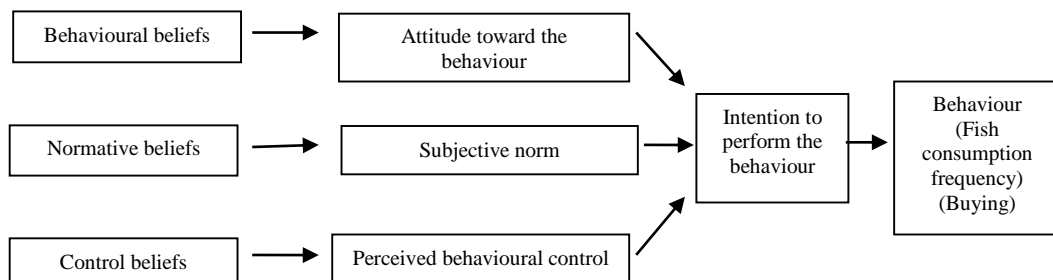 Behavioural beliefs
Attitude toward the
behaviour
Normative beliefs
Subjective norm
Control beliefs
Perceived behavioural control
Intention to
perform the
behaviour
Behaviour
(Fish
consumption
frequency)
(Buying)